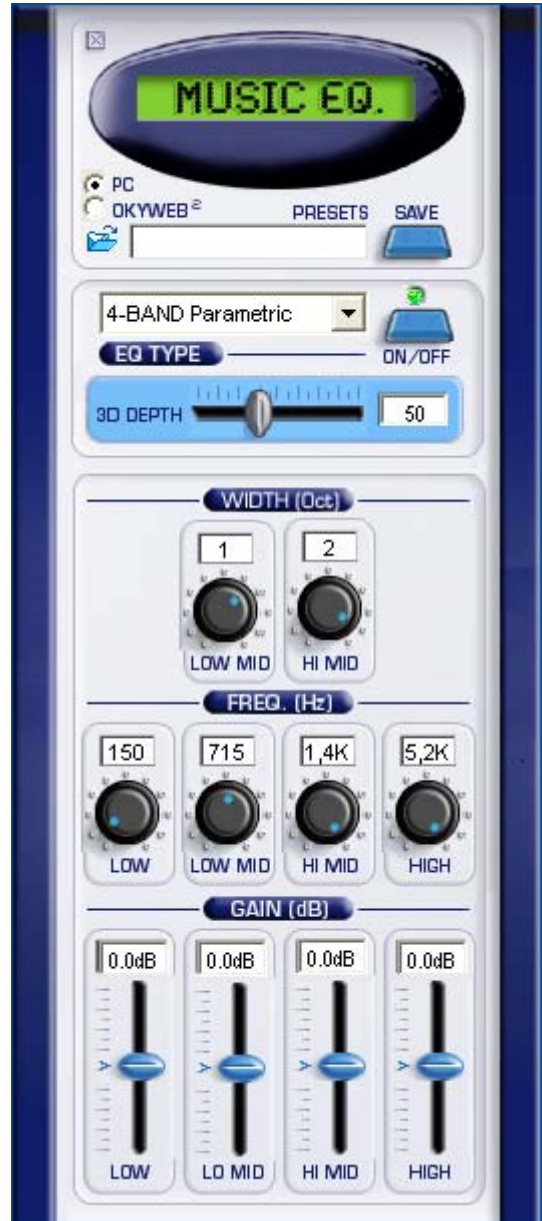 MUSIC EQ.
PC
OKYWEB²
PRESETS SAVE
4-BAND Parametric
EQ TYPE ON/OFF
3D DEPTH 50
WIDTH (Oct)
1 2
LOW MID HI MID
FREQ. (Hz)
150 715 1,4K 5,2K
LOW LOW MID HI MID HIGH
GAIN (dB)
0.0dB 0.0dB 0.0dB 0.0dB
LOW LO MID HI MID HIGH